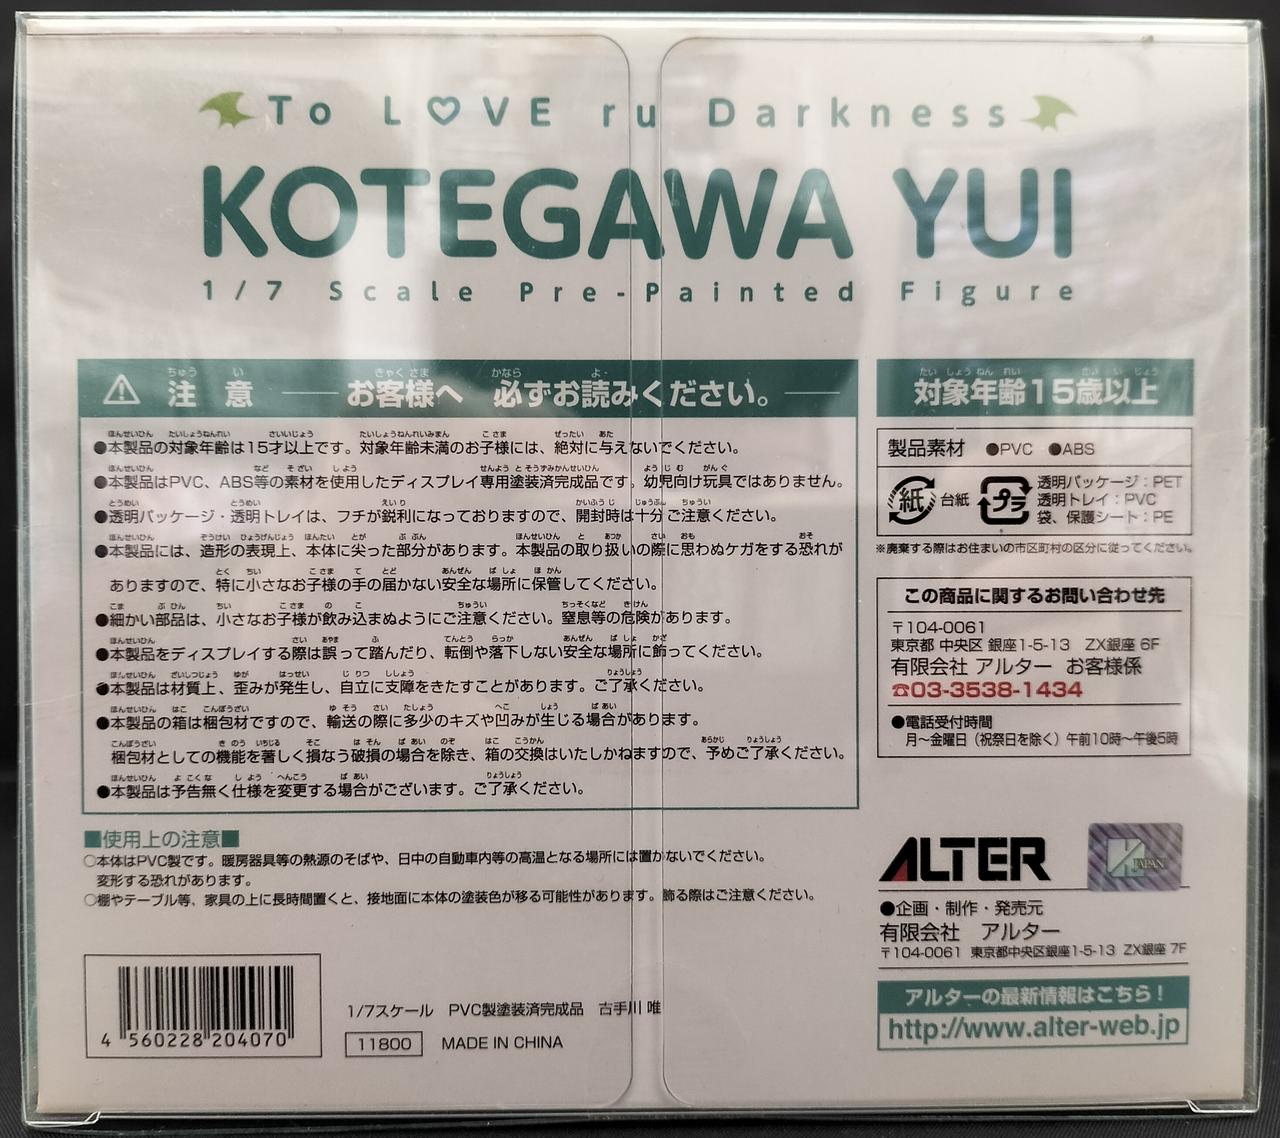 To LOVE ru Darkness
KOTEGAWA YUI
1/7 Scale Pre-Painted Figure
注意 お客様へ 必ずお読みください。
●本製品の対象年齢は15才以上です。対象年齢未満のお子様には、絶対に与えないでください。
●本製品はPVC、ABS等の素材を使用したディスプレイ専用塗装済完成品です。幼児向け玩具ではありません。
●透明パッケージ・透明トレイは、フチが鋭利になっておりますので、開封時は十分ご注意ください。
●本製品には、造形の表現上、本体に尖った部分があります。本製品の取り扱いの際に思わぬケガをする恐れが
ありますので、特に小さなお子様の手の届かない安全な場所に保管してください。
●細かい部品は、小さなお子様が飲み込まぬようにご注意ください。窒息等の危険があります。
●本製品をディスプレイする際は誤って踏んだり、転倒や落下しない安全な場所に飾ってください。
●本製品は材質上、歪みが発生し、自立に支障をきたすことがあります。ご了承ください。
●本製品の箱は梱包材ですので、輸送の際に多少のキズや凹みが生じる場合があります。
梱包材としての機能を著しく損なう破損の場合を除き、箱の交換はいたしかねますので、予めご了承ください。
●本製品は予告無く仕様を変更する場合がございます。ご了承ください。
■使用上の注意■
○本体はPVC製です。暖房器具等の熱源のそばや、日中の自動車内等の高温となる場所には置かないでください。
変形する恐れがあります。
○棚やテーブル等、家具の上に長時間置くと、接地面に本体の塗装色が移る可能性があります。飾る際はご注意ください。
4 560228 204070
1/7スケール PVC製塗装済完成品 古手川 唯
11800 MADE IN CHINA
対象年齢15歳以上
製品素材 ●PVC ●ABS
紙 台紙
プラ
透明パッケージ：PET
透明トレイ：PVC
袋、保護シート：PE
※廃棄する際はお住まいの市区町村の区分に従ってください。
この商品に関するお問い合わせ先
〒104-0061
東京都 中央区 銀座1-5-13 ZX銀座 6F
有限会社 アルター お客様係
☎03-3538-1434
●電話受付時間
月〜金曜日（祝祭日を除く）午前10時〜午後5時
ALTER
JAPAN
●企画・制作・発売元
有限会社 アルター
〒104-0061 東京都中央区銀座1-5-13 ZX銀座 7F
アルターの最新情報はこちら！
http://www.alter-web.jp